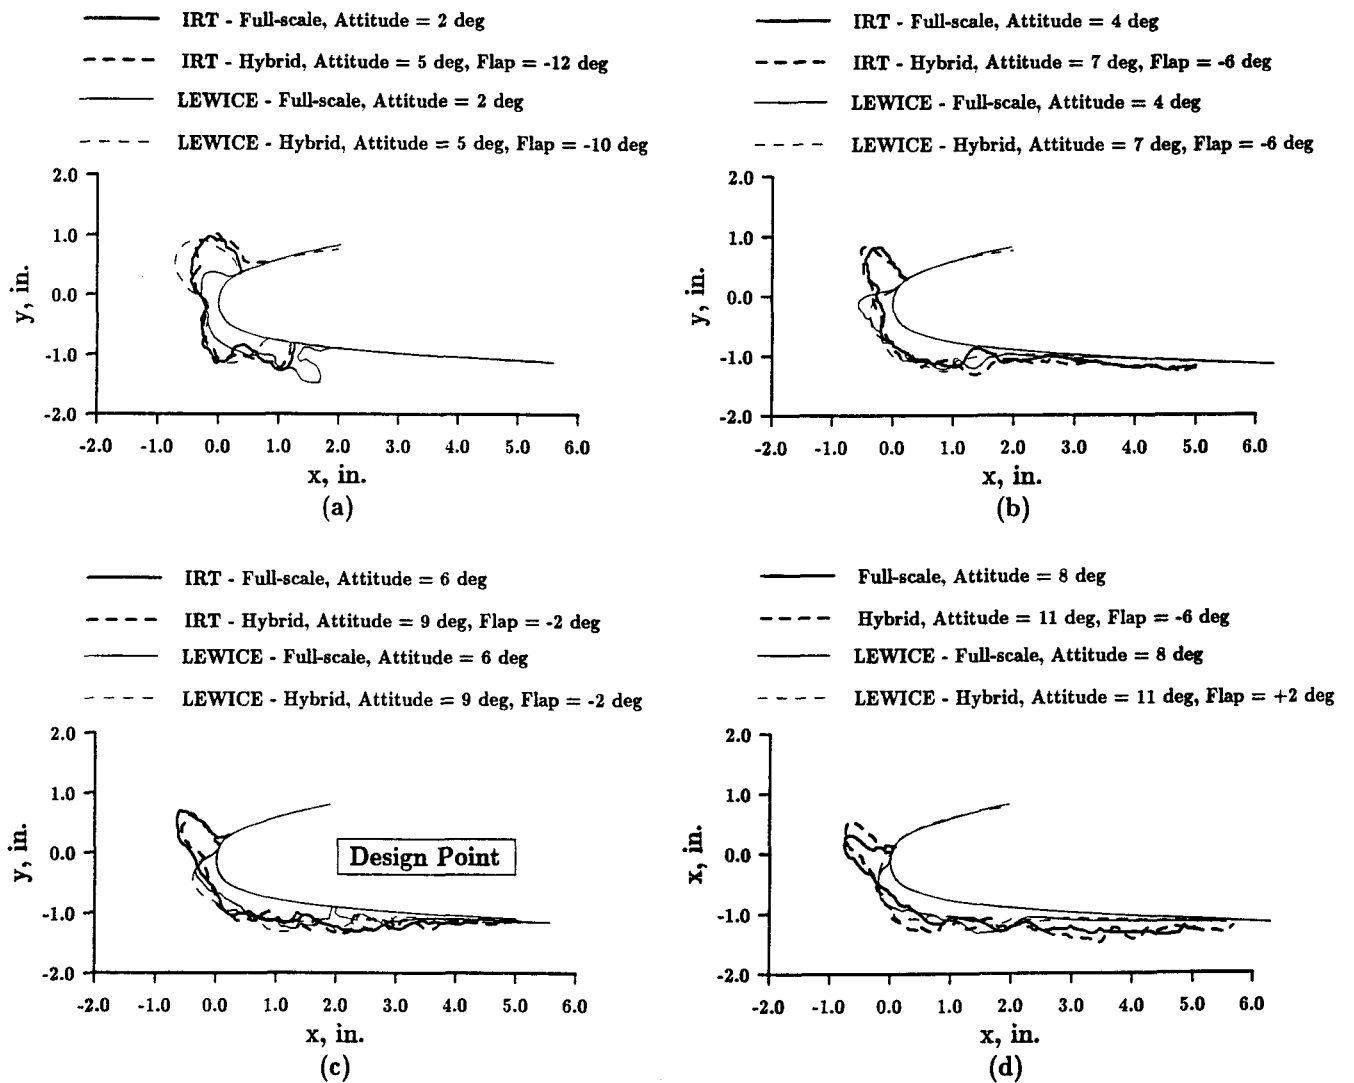 IRT - Full-scale, Attitude = 2 deg
IRT - Hybrid, Attitude = 5 deg, Flap = -12 deg
LEWICE - Full-scale, Attitude = 2 deg
LEWICE - Hybrid, Attitude = 5 deg, Flap = -10 deg
2.0
1.0
0.0
-1.0
-2.0
y, in.
-2.0 -1.0 0.0 1.0 2.0 3.0 4.0 5.0 6.0
x, in.
(a)
IRT - Full-scale, Attitude = 4 deg
IRT - Hybrid, Attitude = 7 deg, Flap = -6 deg
LEWICE - Full-scale, Attitude = 4 deg
LEWICE - Hybrid, Attitude = 7 deg, Flap = -6 deg
2.0
1.0
0.0
-1.0
-2.0
y, in.
-2.0 -1.0 0.0 1.0 2.0 3.0 4.0 5.0 6.0
x, in.
(b)
IRT - Full-scale, Attitude = 6 deg
IRT - Hybrid, Attitude = 9 deg, Flap = -2 deg
LEWICE - Full-scale, Attitude = 6 deg
LEWICE - Hybrid, Attitude = 9 deg, Flap = -2 deg
2.0
1.0
0.0
-1.0
-2.0
y, in.
Design Point
-2.0 -1.0 0.0 1.0 2.0 3.0 4.0 5.0 6.0
x, in.
(c)
Full-scale, Attitude = 8 deg
Hybrid, Attitude = 11 deg, Flap = -6 deg
LEWICE - Full-scale, Attitude = 8 deg
LEWICE - Hybrid, Attitude = 11 deg, Flap = +2 deg
2.0
1.0
0.0
-1.0
-2.0
x, in.
-2.0 -1.0 0.0 1.0 2.0 3.0 4.0 5.0 6.0
x, in.
(d)